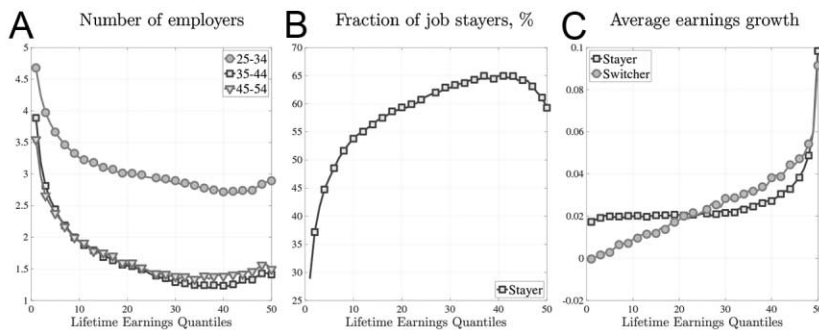 A
Number of employers
5
4.5
4
3.5
3
2.5
2
1.5
1
25-34
35-44
45-54
0 10 20 30 40 50
Lifetime Earnings Quantiles
B
Fraction of job stayers, %
70
65
60
55
50
45
40
35
30
25
Stayer
0 10 20 30 40 50
Lifetime Earnings Quantiles
C
Average earnings growth
0.1
0.08
0.06
0.04
0.02
0
-0.02
Stayer
Switcher
0 10 20 30 40 50
Lifetime Earnings Quantiles